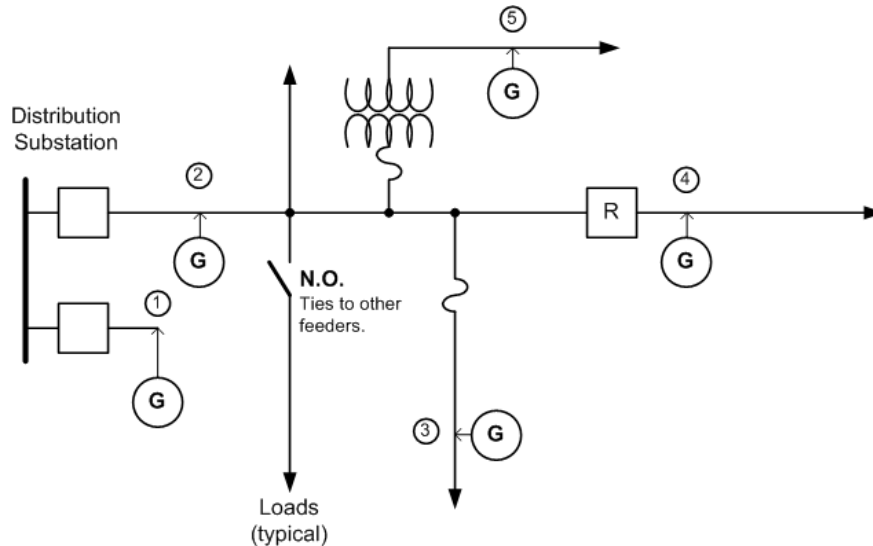 5
G
Distribution
Substation
2
4
R
G
G
N.O.
Ties to other
feeders.
1
G
3
G
Loads
(typical)